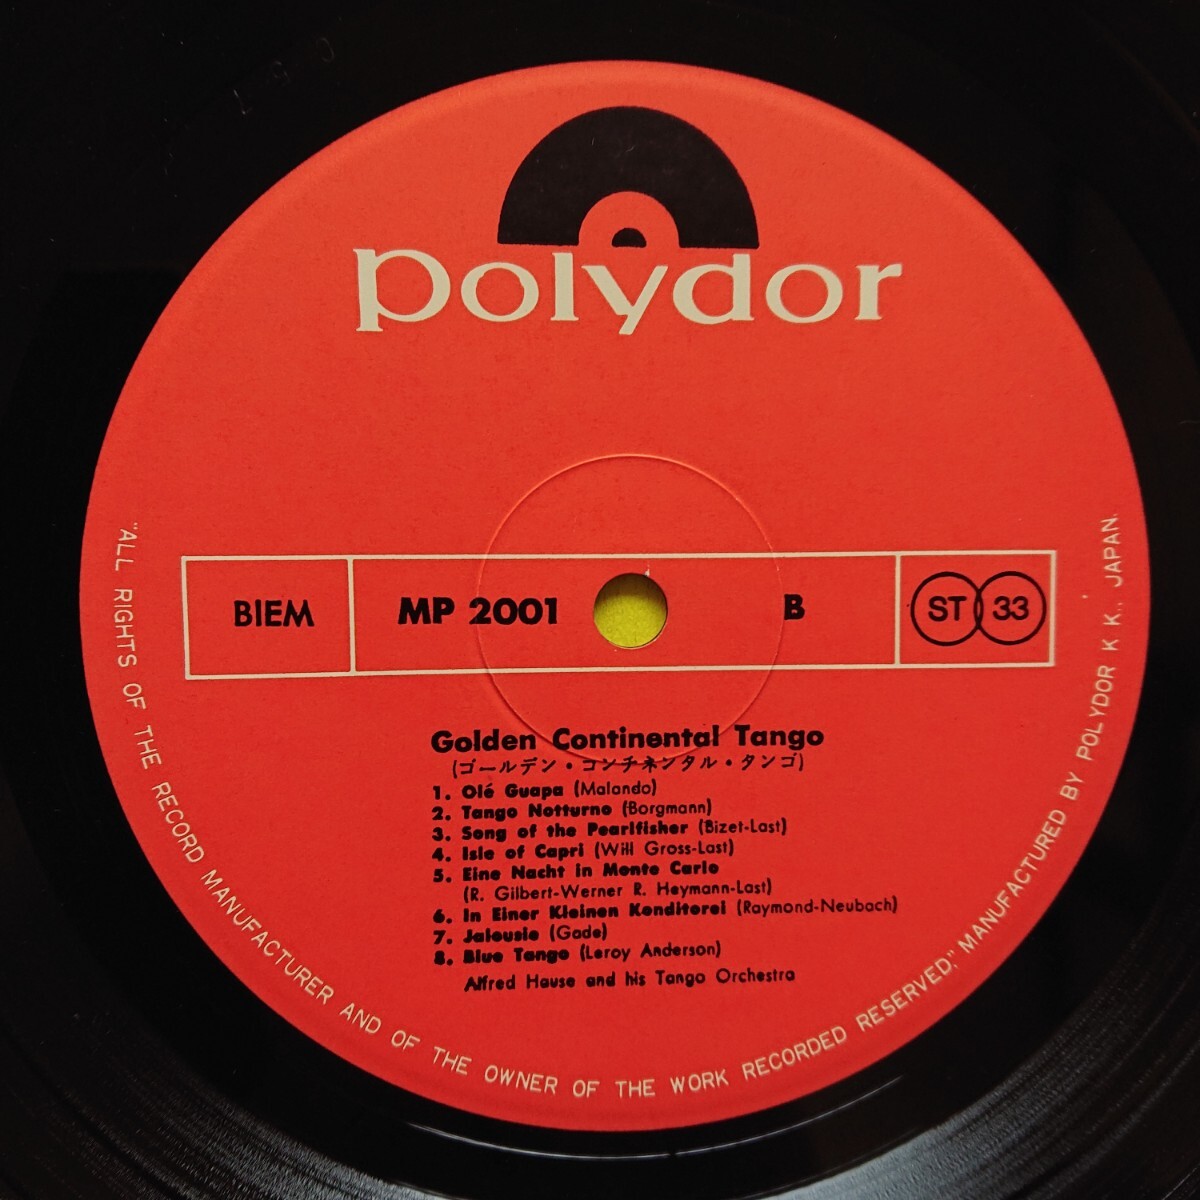 polydor
BIEM MP 2001 B ST 33
Golden Continental Tango
(ゴールデン・コンチネンタル・タンゴ)
1. Olé Guapa (Malando)
2. Tango Notturno (Borgmann)
3. Song of the Pearlfisher (Bizet-Last)
4. Isle of Capri (Will Gross-Last)
5. Eine Nacht in Monte Carlo
(R. Gilbert-Werner R. Heymann-Last)
6. In Einer Kleinen Konditorei (Raymond-Neubach)
7. Jalousie (Gade)
8. Blue Tango (Leroy Anderson)
Alfred Hause and his Tango Orchestra
"ALL RIGHTS OF THE RECORD MANUFACTURER AND OF THE OWNER OF THE WORK RECORDED RESERVED," MANUFACTURED BY POLYDOR K K., JAPAN.